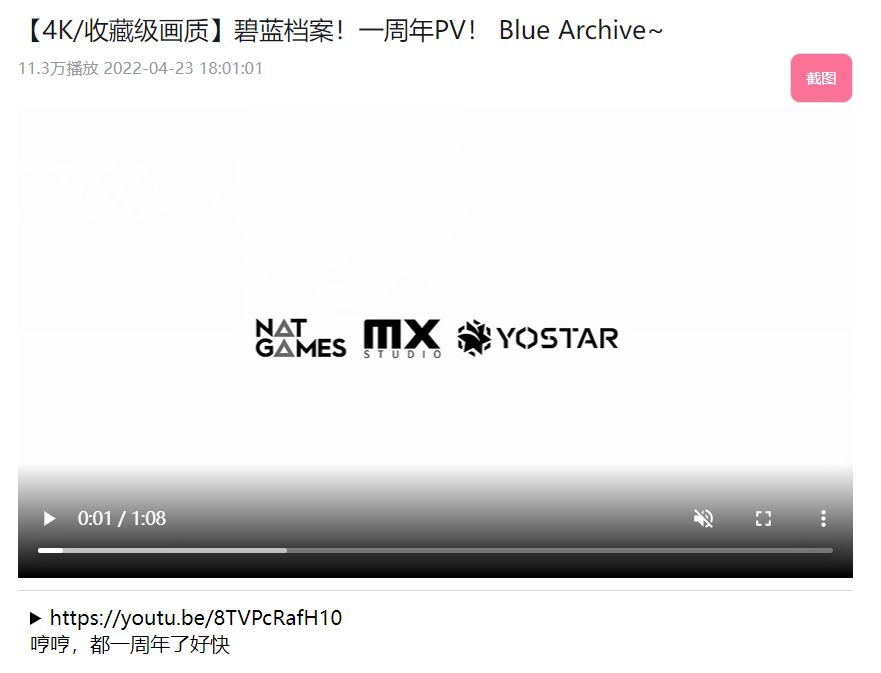 【4K/收藏级画质】碧蓝档案！一周年PV！ Blue Archive~
11.3万播放 2022-04-23 18:01:01
截图
NAT
GAMES
MX
STUDIO
YOSTAR
0:01 / 1:08
https://youtu.be/8TVPcRafH10
哼哼，都一周年了好快